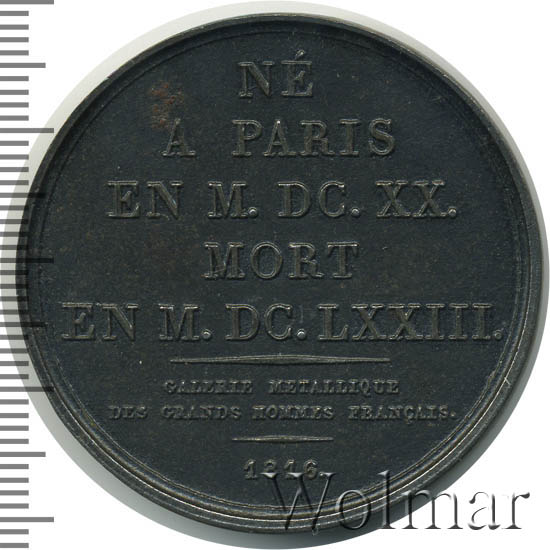 NÉ
A PARIS
EN M. DC. XX.
MORT
EN M. DC. LXXIII.
GALERIE METALLIQUE
DES GRANDS HOMMES FRANÇAIS.
1816.
Wolmar